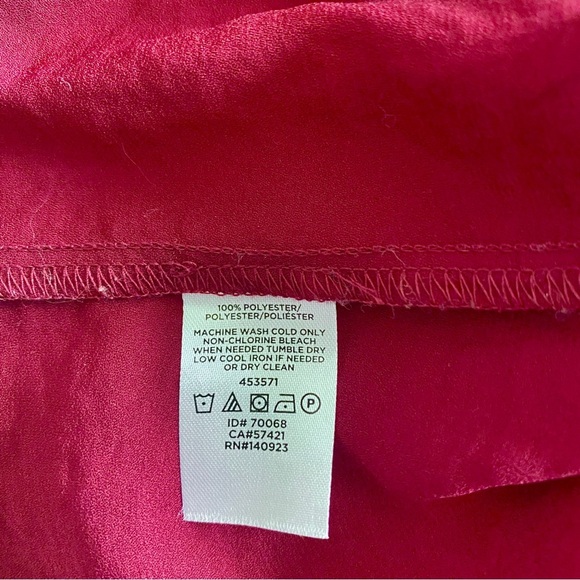 100% POLYESTER/
POLYESTER/POLIÉSTER
MACHINE WASH COLD ONLY
NON-CHLORINE BLEACH
WHEN NEEDED TUMBLE DRY
LOW COOL IRON IF NEEDED
OR DRY CLEAN
453571
P
ID# 70068
CA#57421
RN#140923